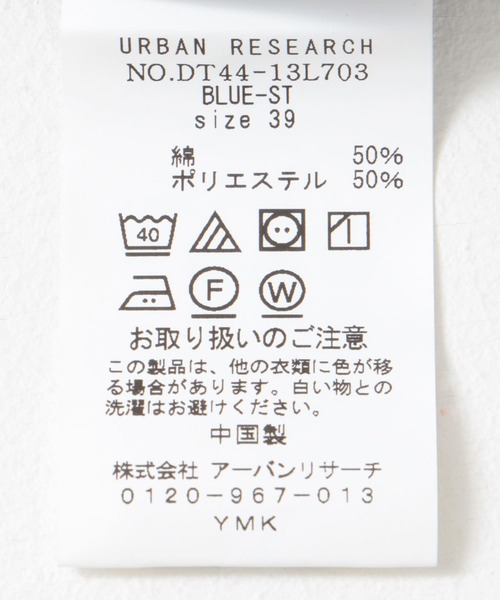 URBAN RESEARCH
NO.DT44-13L703
BLUE-ST
size 39
綿 50%
ポリエステル 50%
40
F W
お取り扱いのご注意
この製品は、他の衣類に色が移
る場合があります。白い物との
洗濯はお避けください。
中国製
株式会社 アーバンリサーチ
0120-967-013
YMK